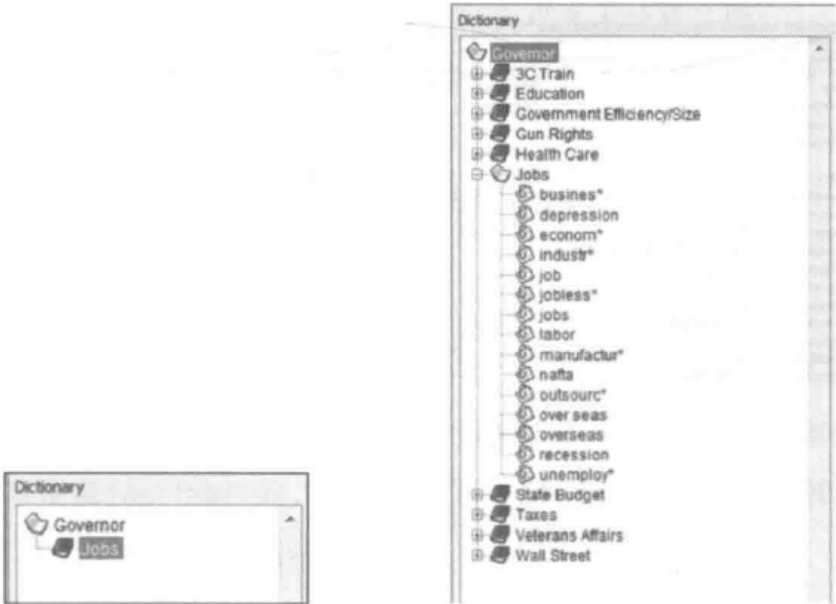 Dictionary
Governor
Jobs
Dictionary
Governor
3C Train
Education
Government Efficiency/Size
Gun Rights
Health Care
Jobs
busines*
depression
econom*
industr*
job
jobless*
jobs
labor
manufactur*
nafta
outsourc*
over seas
overseas
recession
unemploy*
State Budget
Taxes
Veterans Affairs
Wall Street